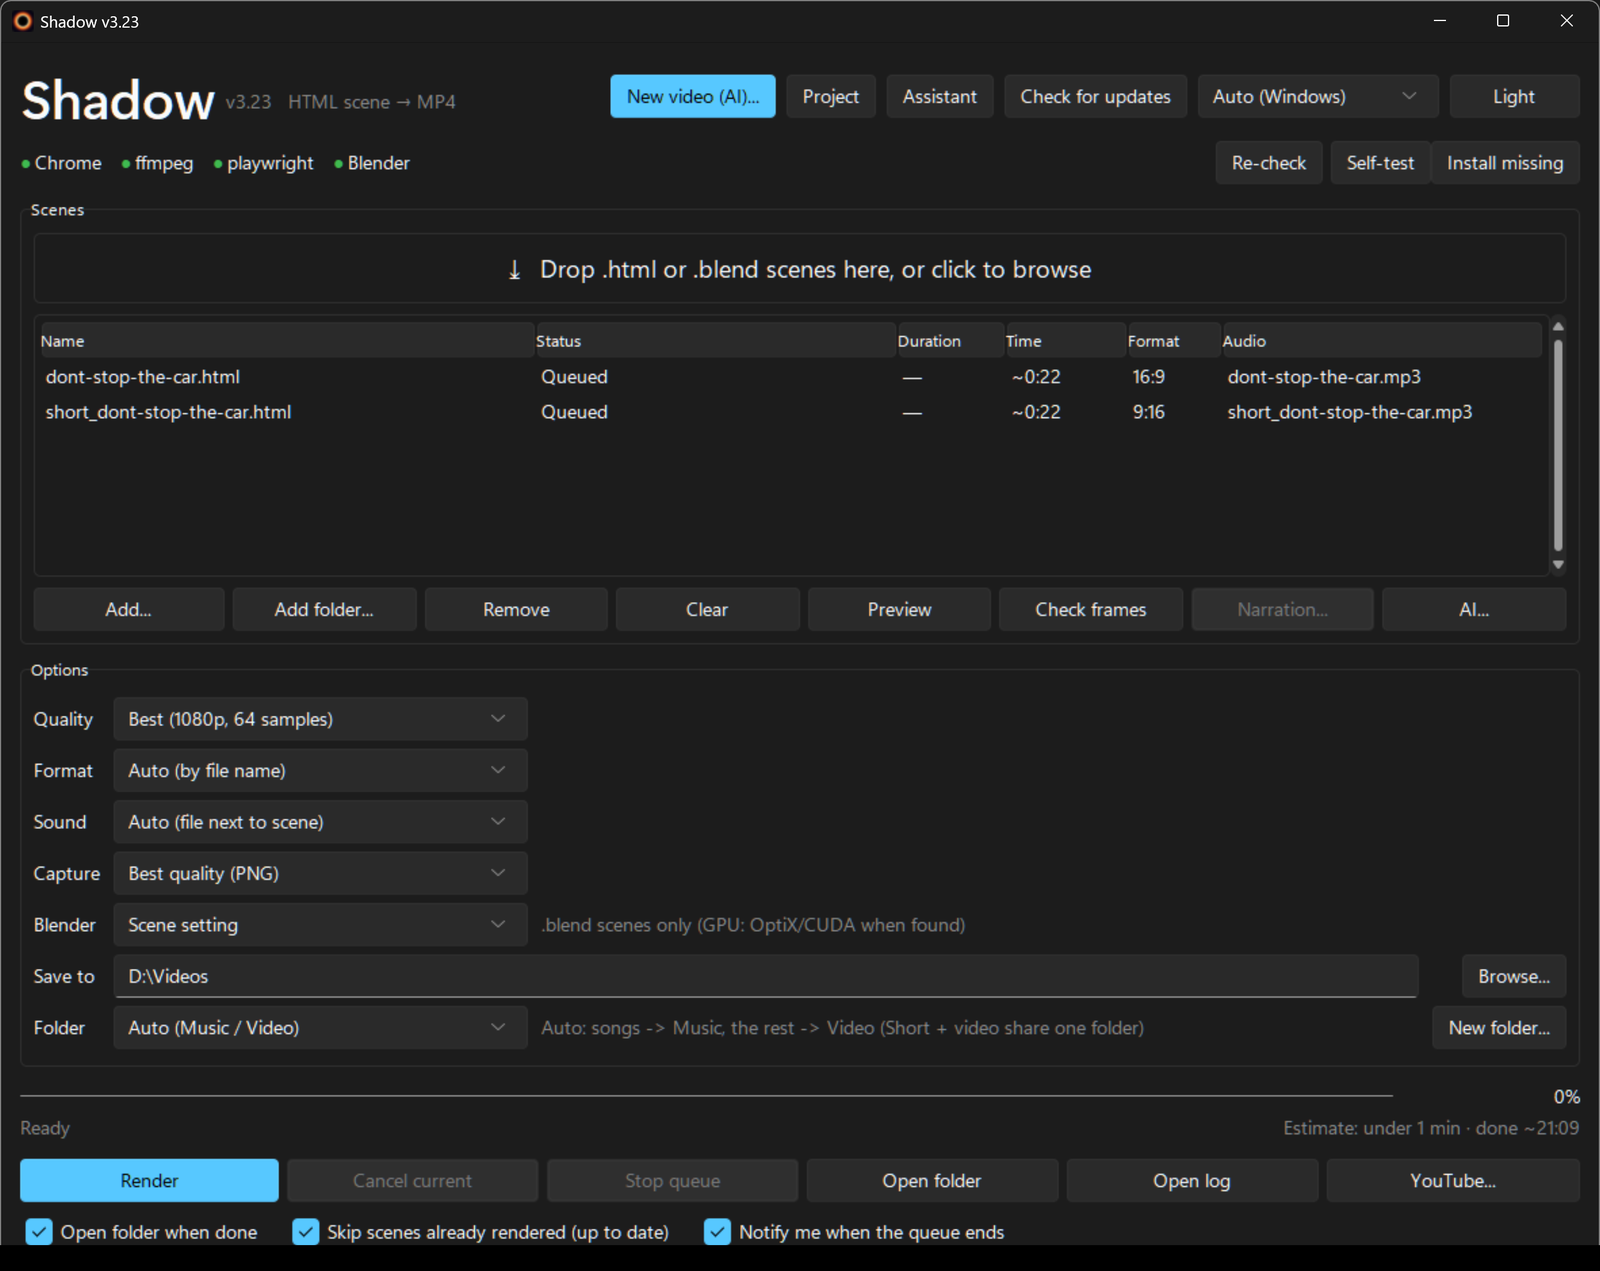 Shadow v3.23
Shadow v3.23 HTML scene → MP4 New video (AI)... Project Assistant Check for updates Auto (Windows) Light
Chrome ffmpeg playwright Blender Re-check Self-test Install missing
Scenes
Drop .html or .blend scenes here, or click to browse
Name Status Duration Time Format Audio
dont-stop-the-car.html Queued — ~0:22 16:9 dont-stop-the-car.mp3
short_dont-stop-the-car.html Queued — ~0:22 9:16 short_dont-stop-the-car.mp3
Add... Add folder... Remove Clear Preview Check frames Narration... AI...
Options
Quality Best (1080p, 64 samples)
Format Auto (by file name)
Sound Auto (file next to scene)
Capture Best quality (PNG)
Blender Scene setting .blend scenes only (GPU: OptiX/CUDA when found)
Save to D:\Videos Browse...
Folder Auto (Music / Video) Auto: songs -> Music, the rest -> Video (Short + video share one folder) New folder...
0%
Ready Estimate: under 1 min · done ~21:09
Render Cancel current Stop queue Open folder Open log YouTube...
Open folder when done Skip scenes already rendered (up to date) Notify me when the queue ends